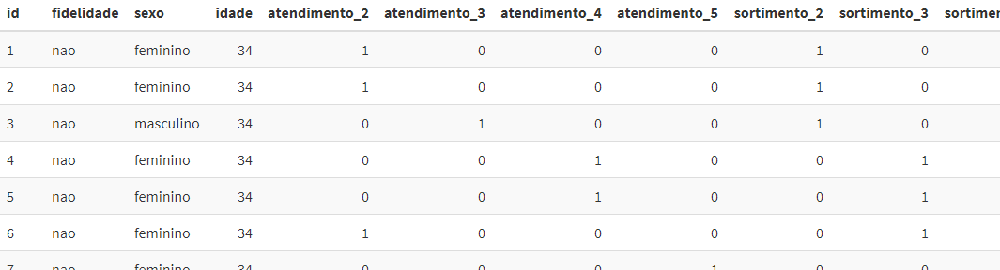 id fidelidade sexo idade atendimento_2 atendimento_3 atendimento_4 atendimento_5 sortimento_2 sortimento_3 sortimen
1 nao feminino 34 1 0 0 0 1 0
2 nao feminino 34 1 0 0 0 1 0
3 nao masculino 34 0 1 0 0 1 0
4 nao feminino 34 0 0 1 0 0 1
5 nao feminino 34 0 0 1 0 0 1
6 nao feminino 34 1 0 0 0 0 1
7 nao feminino 34 0 0 0 1 0 0